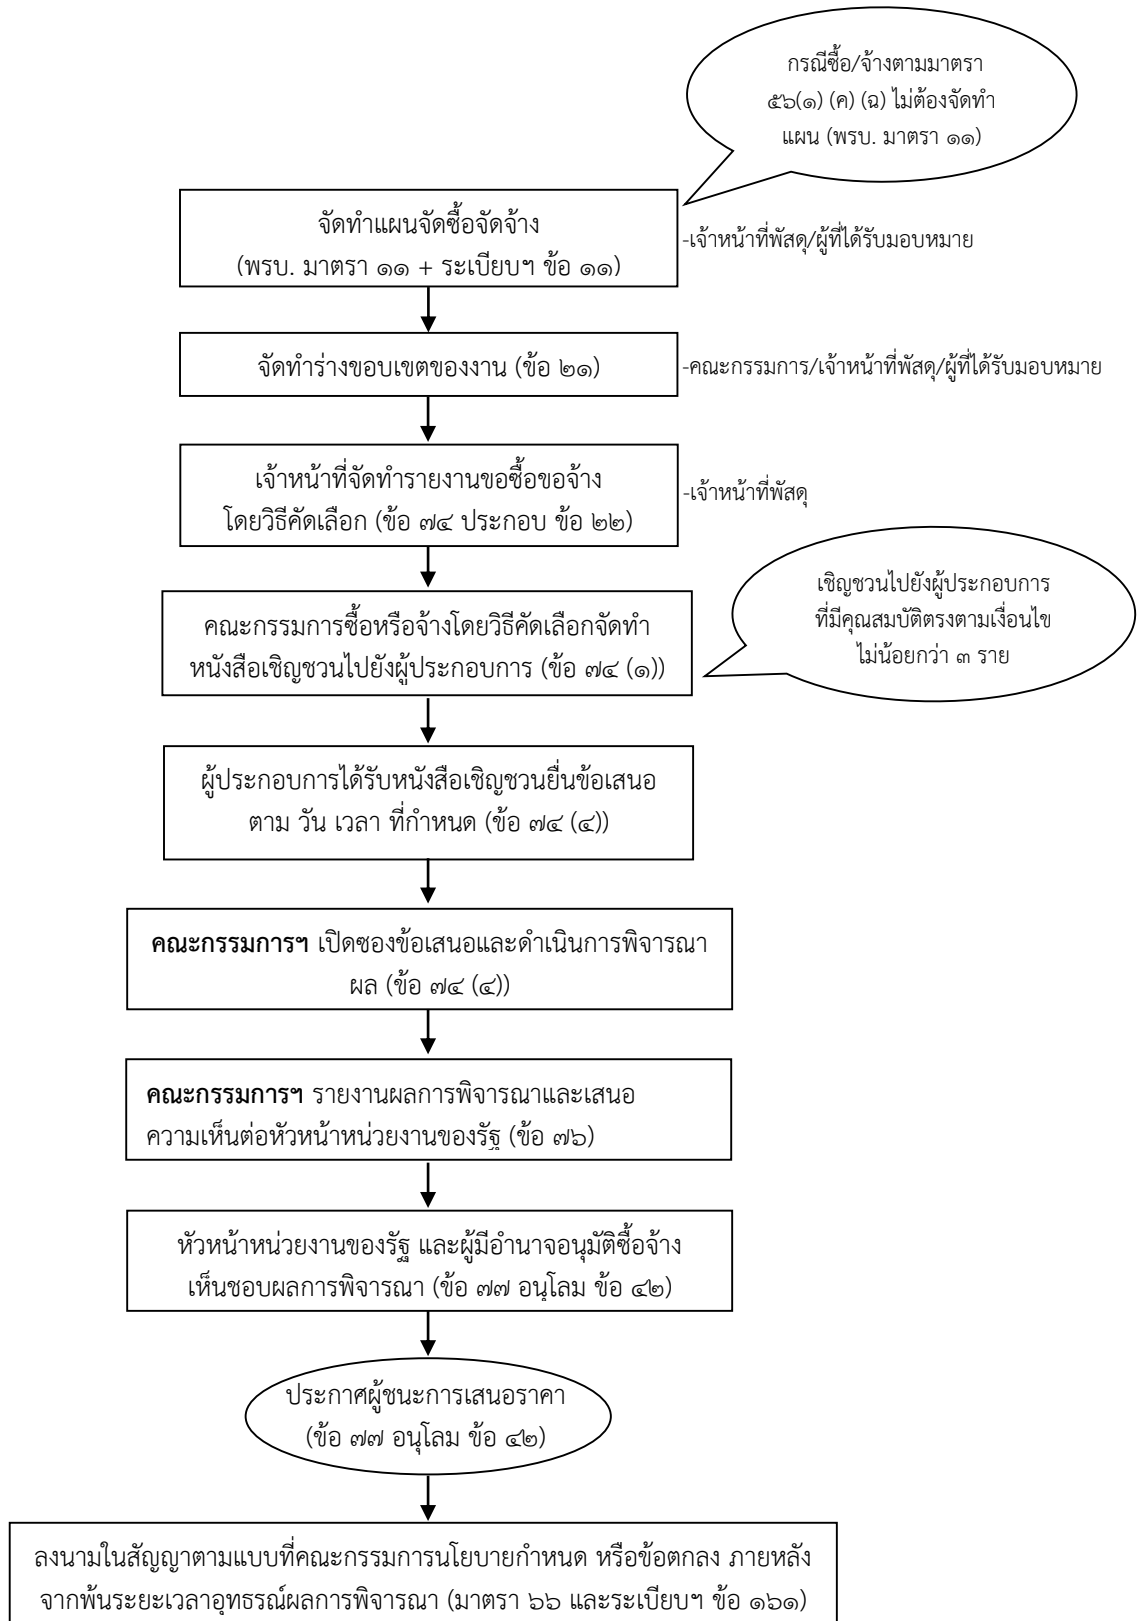 กรณีซื้อ/จ้างตามมาตรา
๕๖(๑) (ค) (ฉ) ไม่ต้องจัดทำ
แผน (พรบ. มาตรา ๑๑)
จัดทำแผนจัดซื้อจัดจ้าง
(พรบ. มาตรา ๑๑ + ระเบียบฯ ข้อ ๑๑)
-เจ้าหน้าที่พัสดุ/ผู้ที่ได้รับมอบหมาย
จัดทำร่างขอบเขตของงาน (ข้อ ๒๑)
-คณะกรรมการ/เจ้าหน้าที่พัสดุ/ผู้ที่ได้รับมอบหมาย
เจ้าหน้าที่จัดทำรายงานขอซื้อขอจ้าง
โดยวิธีคัดเลือก (ข้อ ๗๔ ประกอบ ข้อ ๒๒)
-เจ้าหน้าที่พัสดุ
เชิญชวนไปยังผู้ประกอบการ
ที่มีคุณสมบัติตรงตามเงื่อนไข
ไม่น้อยกว่า ๓ ราย
คณะกรรมการซื้อหรือจ้างโดยวิธีคัดเลือกจัดทำ
หนังสือเชิญชวนไปยังผู้ประกอบการ (ข้อ ๗๔ (๑))
ผู้ประกอบการได้รับหนังสือเชิญชวนยื่นข้อเสนอ
ตาม วัน เวลา ที่กำหนด (ข้อ ๗๔ (๔))
คณะกรรมการฯ เปิดซองข้อเสนอและดำเนินการพิจารณา
ผล (ข้อ ๗๔ (๔))
คณะกรรมการฯ รายงานผลการพิจารณาและเสนอ
ความเห็นต่อหัวหน้าหน่วยงานของรัฐ (ข้อ ๗๖)
หัวหน้าหน่วยงานของรัฐ และผู้มีอำนาจอนุมัติซื้อจ้าง
เห็นชอบผลการพิจารณา (ข้อ ๗๗ อนุโลม ข้อ ๔๒)
ประกาศผู้ชนะการเสนอราคา
(ข้อ ๗๗ อนุโลม ข้อ ๔๒)
ลงนามในสัญญาตามแบบที่คณะกรรมการนโยบายกำหนด หรือข้อตกลง ภายหลัง
จากพ้นระยะเวลาอุทธรณ์ผลการพิจารณา (มาตรา ๖๖ และระเบียบฯ ข้อ ๑๖๑)